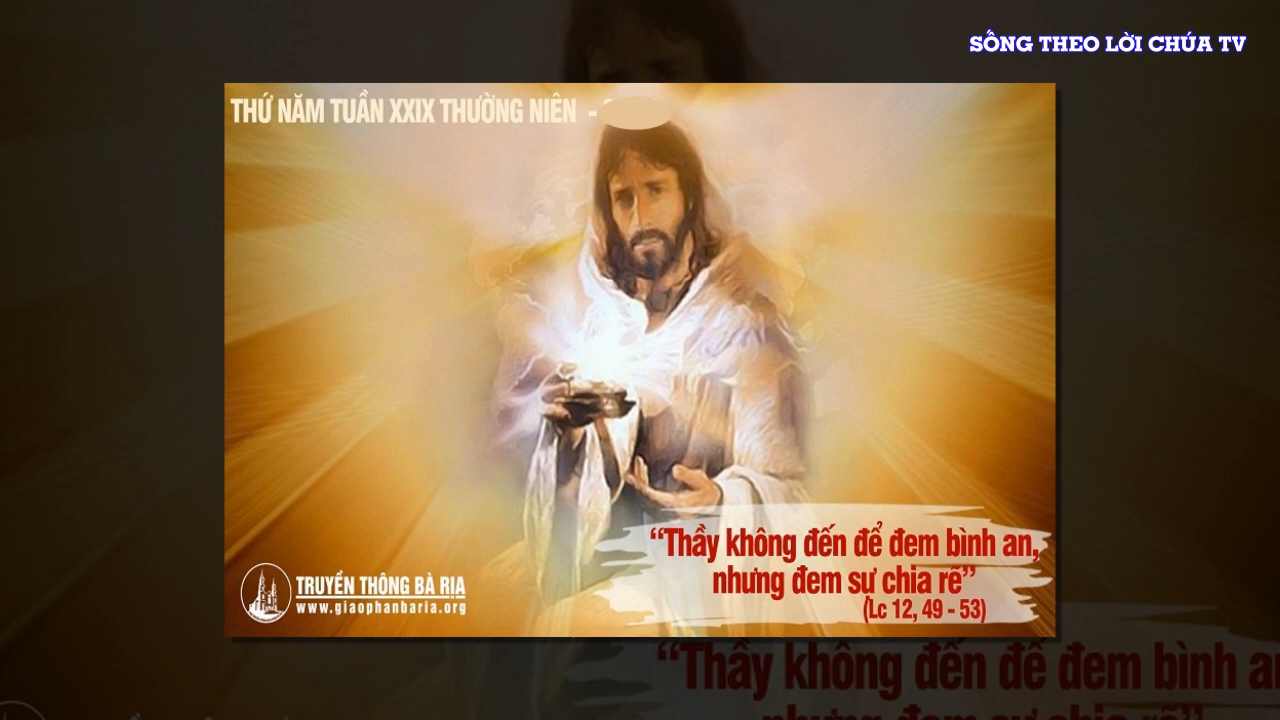 SỐNG THEO LỜI CHÚA TV
THỨ NĂM TUẦN XXIX THƯỜNG NIÊN -
“Thầy không đến để đem bình an,
nhưng đem sự chia rẽ”
(Lc 12, 49 - 53)
TRUYỀN THÔNG BÀ RỊA
www.giaophanbaria.org
“Thầy không đến để đem bình an